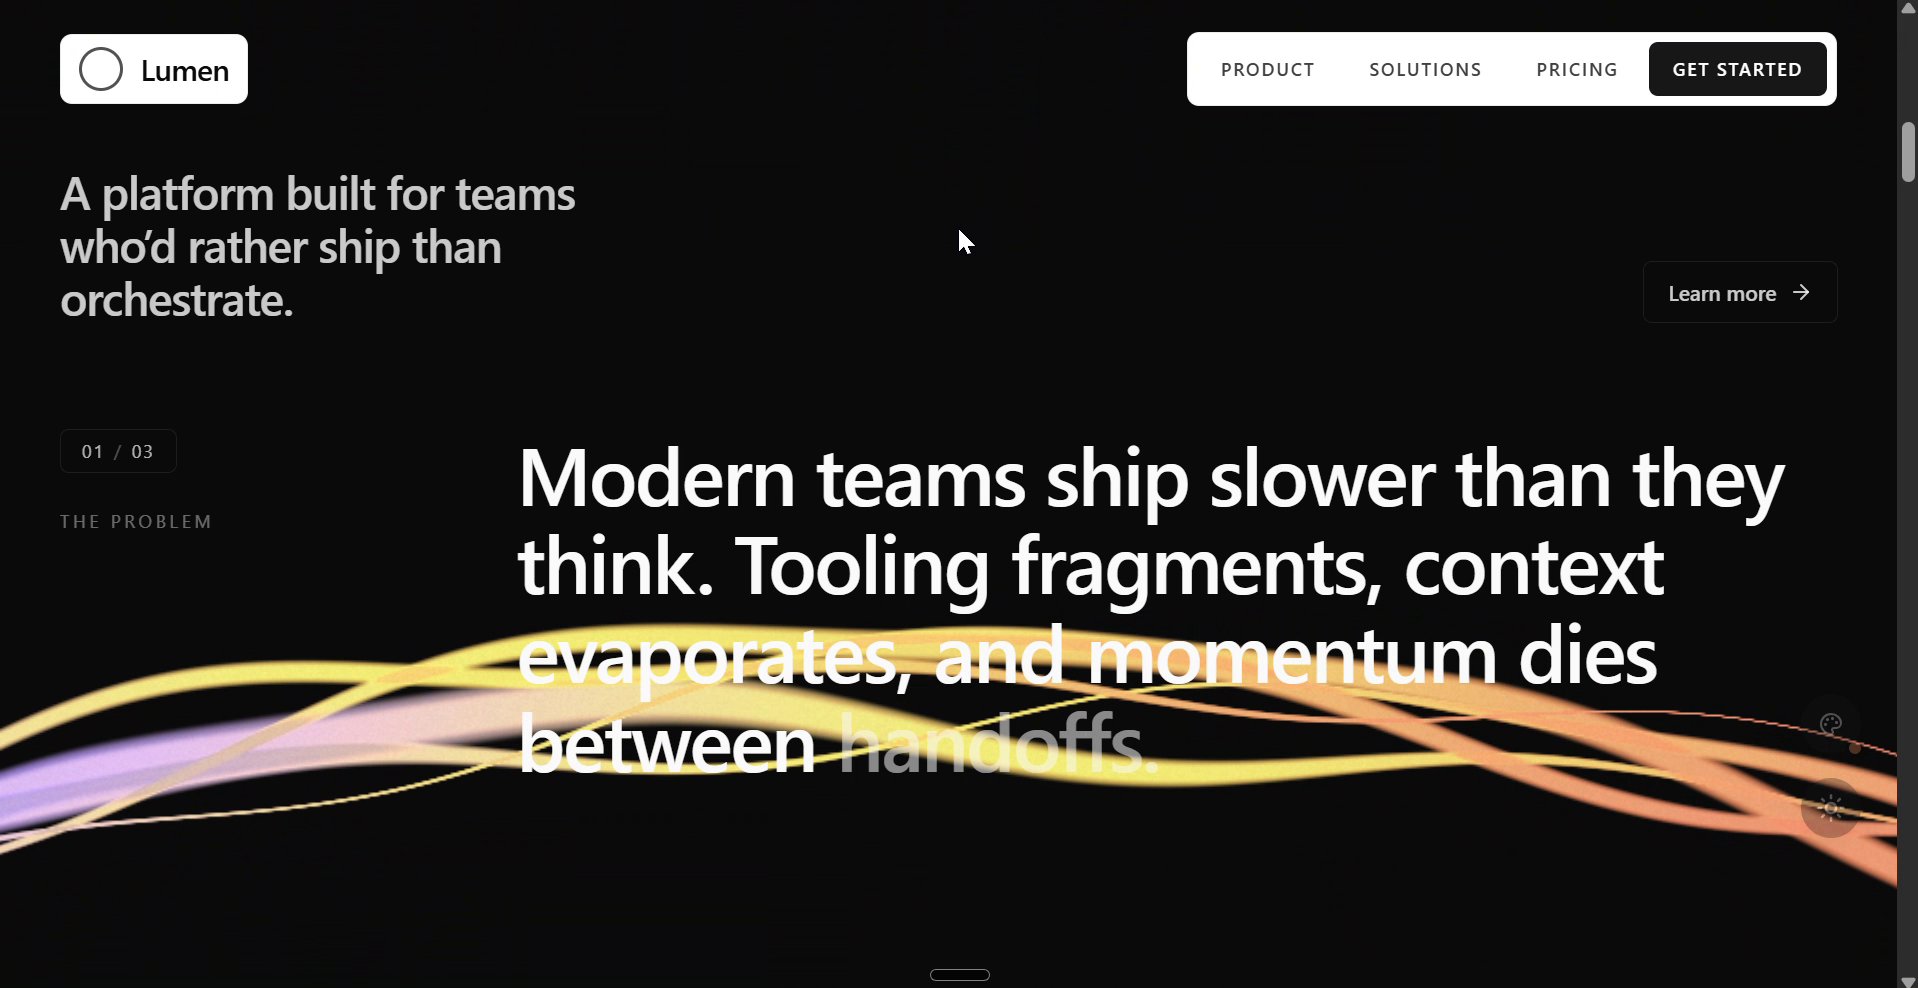 Lumen
PRODUCT
SOLUTIONS
PRICING
GET STARTED
A platform built for teams
who’d rather ship than
orchestrate.
Learn more →
01 / 03
THE PROBLEM
Modern teams ship slower than they
think. Tooling fragments, context
evaporates, and momentum dies
between handoffs.